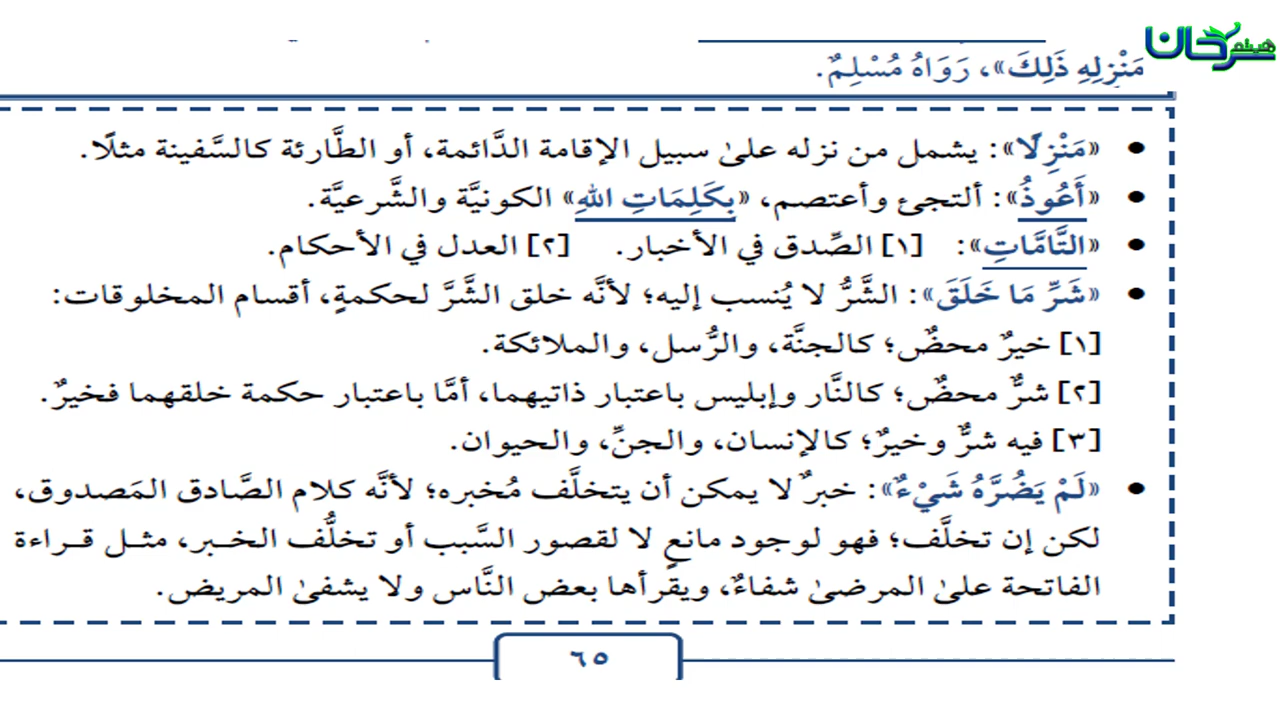 هيثم سرحان
مَنْزِلِهِ ذَلِكَ»، رَوَاهُ مُسْلِمٌ.
• «مَنْزِلًا»: يشمل من نزله علىٰ سبيل الإقامة الدَّائمة، أو الطَّارئة كالسَّفينة مثلًا.
• «أَعُوذُ»: ألتجئ وأعتصم، «بِكَلِمَاتِ اللهِ» الكونيَّة والشَّرعيَّة.
• «التَّامَّاتِ»: [١] الصِّدق في الأخبار. [٢] العدل في الأحكام.
• «شَرِّ مَا خَلَقَ»: الشَّرُّ لا يُنسب إليه؛ لأنَّه خلق الشَّرَّ لحكمةٍ، أقسام المخلوقات:
[١] خيرٌ محضٌ؛ كالجنَّة، والرُّسل، والملائكة.
[٢] شرٌّ محضٌ؛ كالنَّار وإبليس باعتبار ذاتيهما، أمَّا باعتبار حكمة خلقهما فخيرٌ.
[٣] فيه شرٌّ وخيرٌ؛ كالإنسان، والجنِّ، والحيوان.
• «لَمْ يَضُرَّهُ شَيْءٌ»: خبرٌ لا يمكن أن يتخلَّف مُخبره؛ لأنَّه كلام الصَّادق المَصدوق،
لكن إن تخلَّف؛ فهو لوجود مانعٍ لا لقصور السَّبب أو تخلُّف الخبر، مثل قراءة
الفاتحة علىٰ المرضىٰ شفاءٌ، ويقرأها بعض النَّاس ولا يشفىٰ المريض.
٦٥